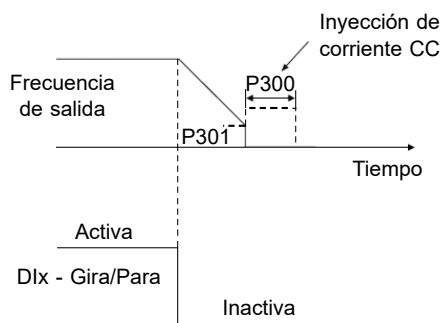 Inyección de
corriente CC
P300
Frecuencia
de salida
P301
Tiempo
Activa
DIx - Gira/Para
Inactiva